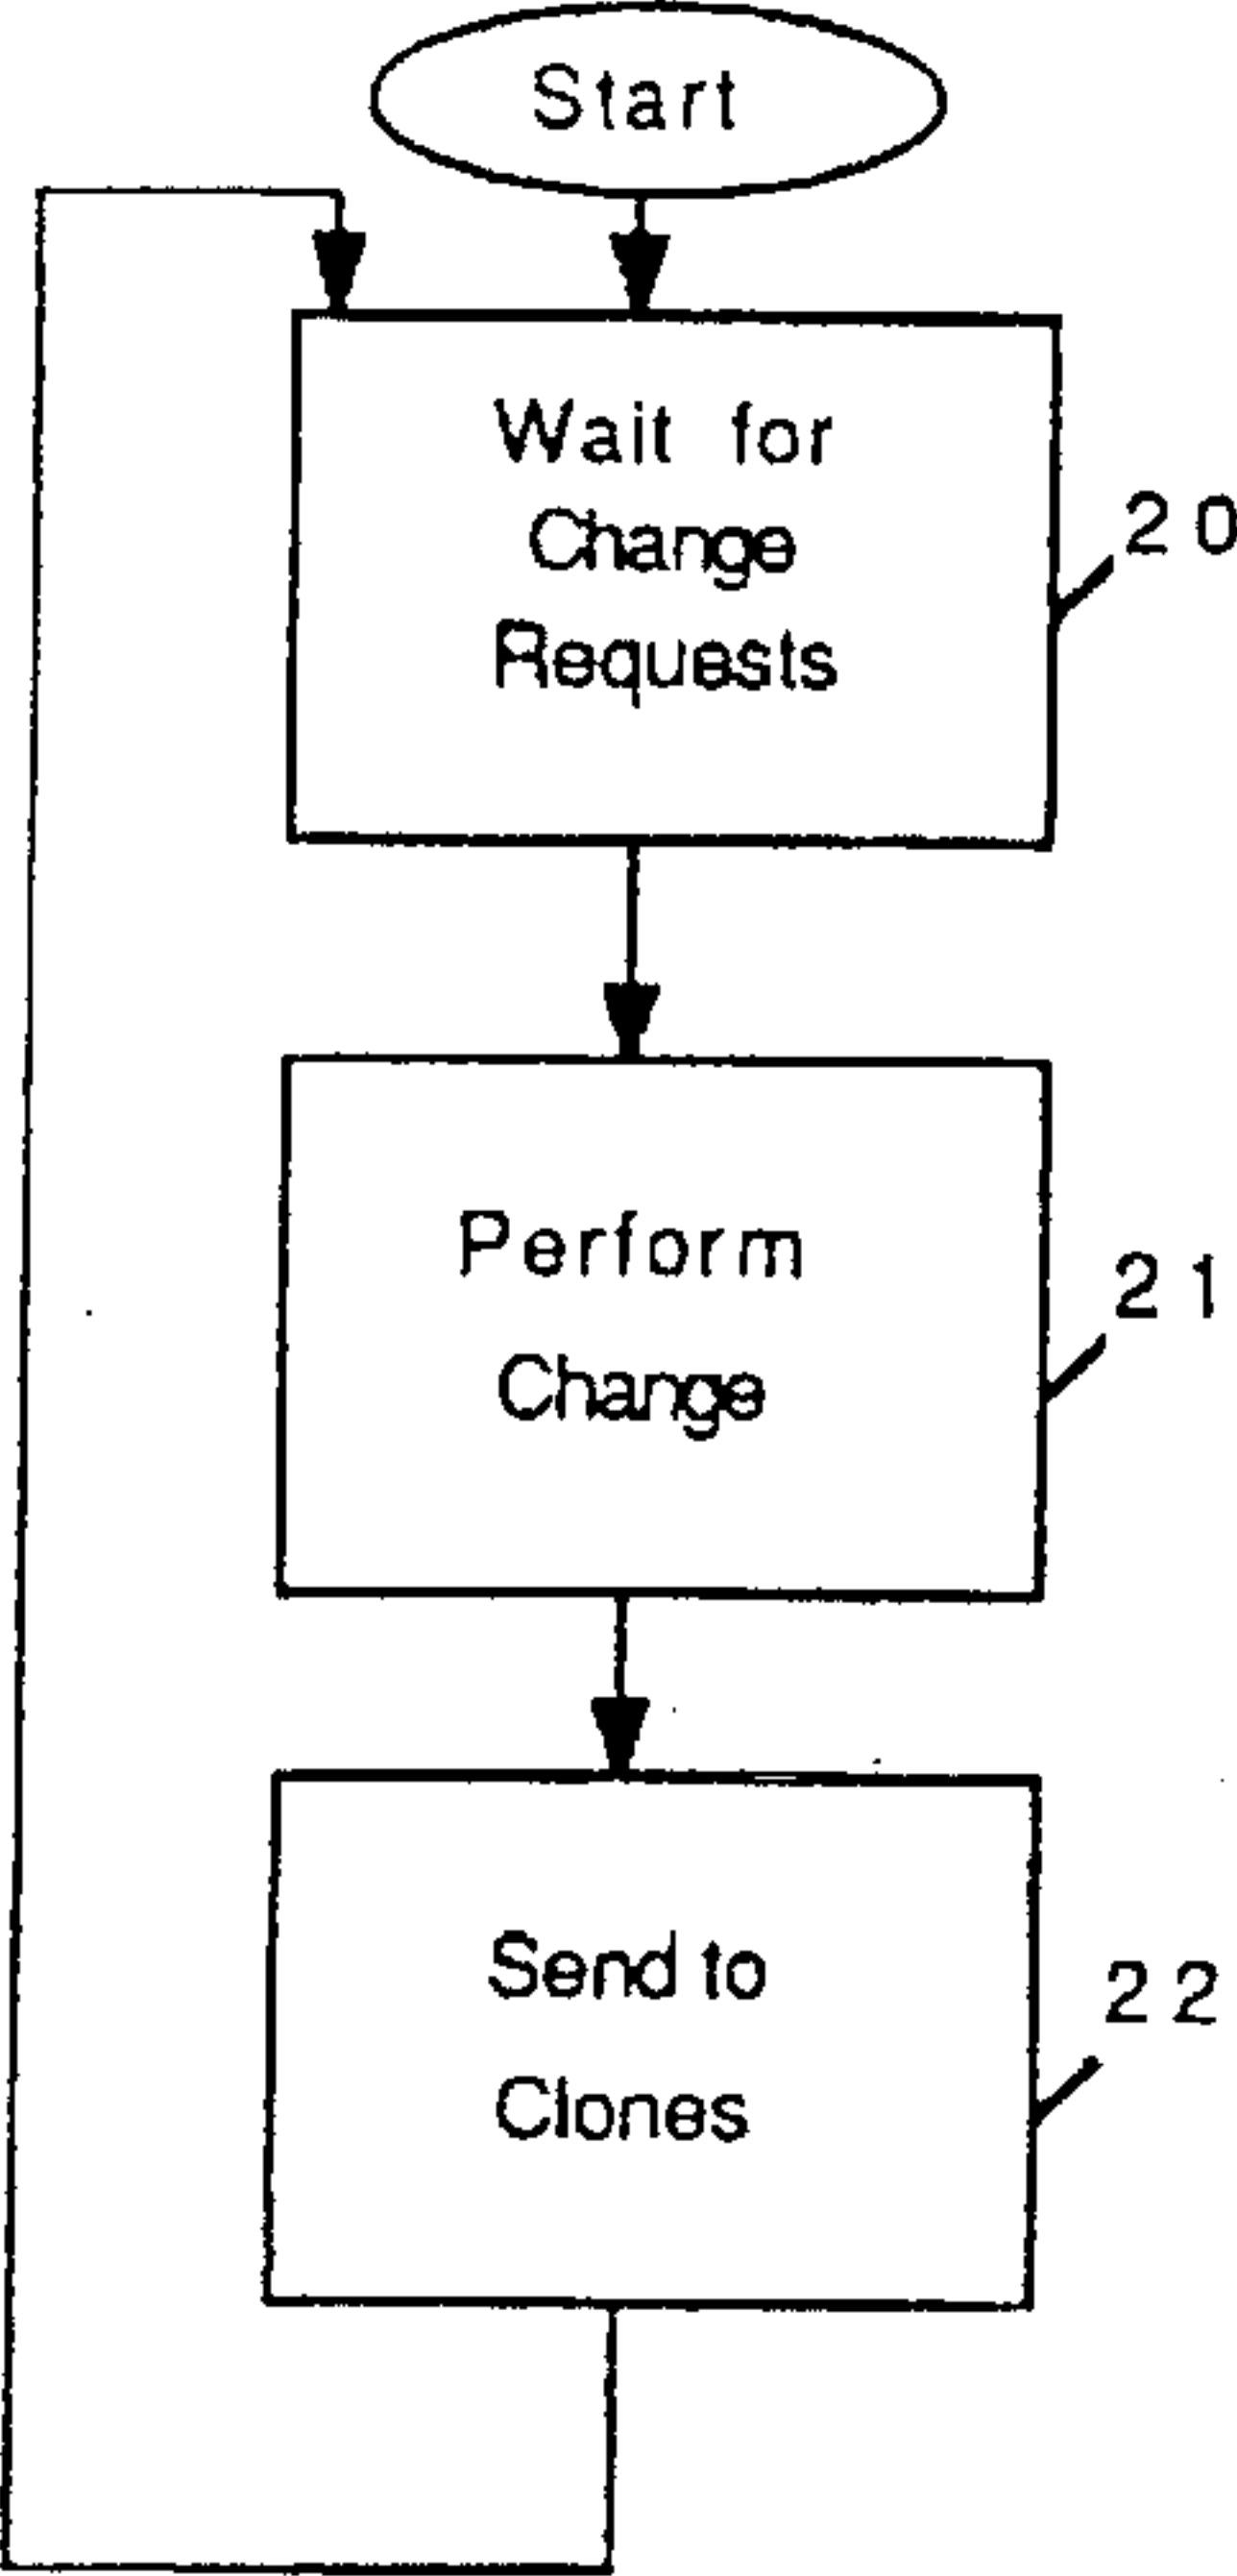 Start
Wait for
Change
Requests
20
Perform
Change
21
Send to
Clones
22